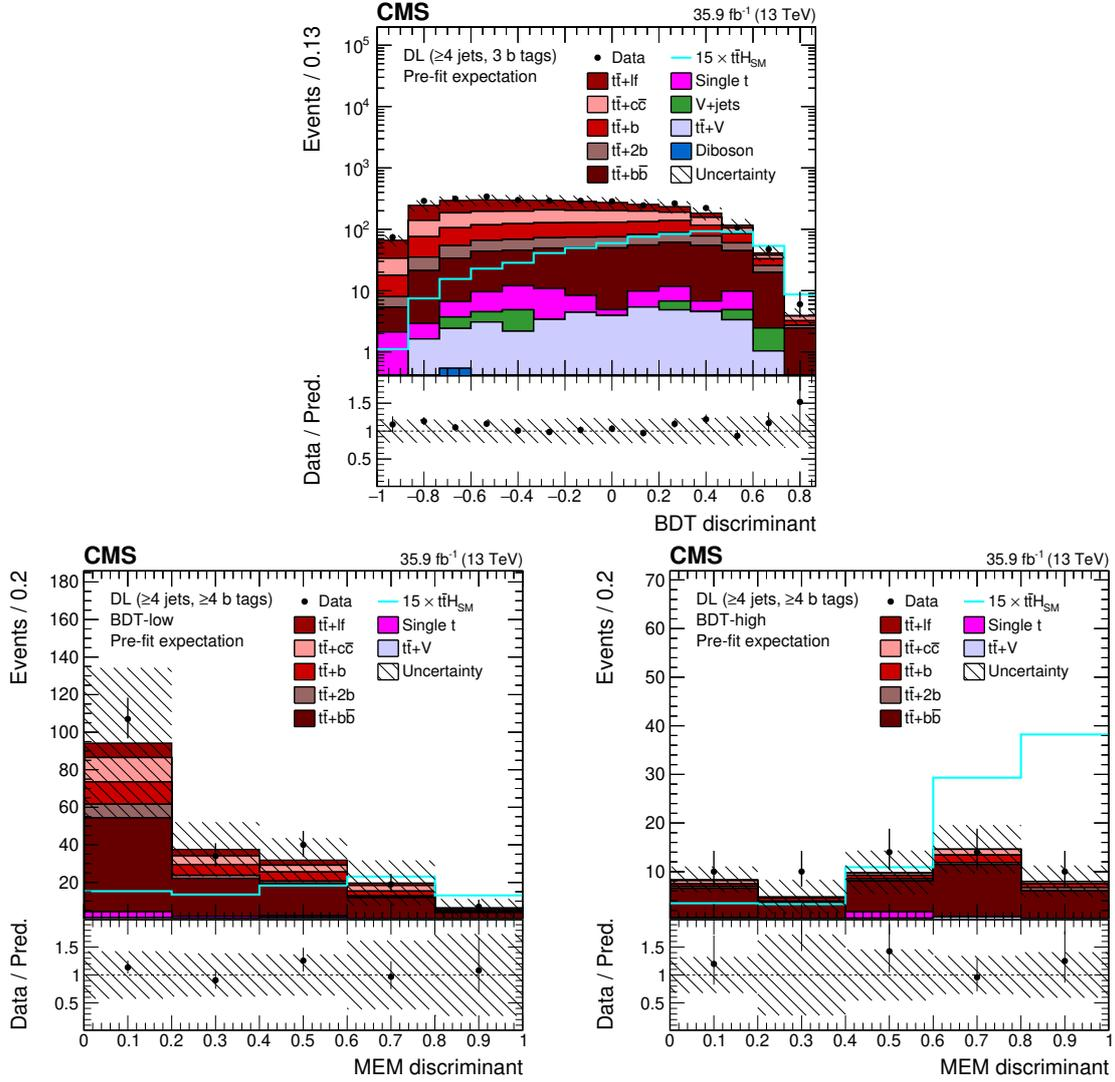 CMS 35.9 fb⁻¹ (13 TeV)
Events / 0.13
10⁵
10⁴
10³
10²
10
1
DL (≥4 jets, 3 b tags)
Pre-fit expectation
Data
tt̄+lf
tt̄+cc̄
tt̄+b
tt̄+2b
tt̄+bb̄
15 × tt̄H_SM
Single t
V+jets
tt̄+V
Diboson
Uncertainty
Data / Pred.
1.5
1
0.5
−1 −0.8 −0.6 −0.4 −0.2 0 0.2 0.4 0.6 0.8
BDT discriminant
CMS 35.9 fb⁻¹ (13 TeV)
Events / 0.2
180
160
140
120
100
80
60
40
20
DL (≥4 jets, ≥4 b tags)
BDT-low
Pre-fit expectation
Data
tt̄+lf
tt̄+cc̄
tt̄+b
tt̄+2b
tt̄+bb̄
15 × tt̄H_SM
Single t
tt̄+V
Uncertainty
Data / Pred.
1.5
1
0.5
0 0.1 0.2 0.3 0.4 0.5 0.6 0.7 0.8 0.9 1
MEM discriminant
CMS 35.9 fb⁻¹ (13 TeV)
Events / 0.2
70
60
50
40
30
20
10
DL (≥4 jets, ≥4 b tags)
BDT-high
Pre-fit expectation
Data
tt̄+lf
tt̄+cc̄
tt̄+b
tt̄+2b
tt̄+bb̄
15 × tt̄H_SM
Single t
tt̄+V
Uncertainty
Data / Pred.
1.5
1
0.5
0 0.1 0.2 0.3 0.4 0.5 0.6 0.7 0.8 0.9 1
MEM discriminant